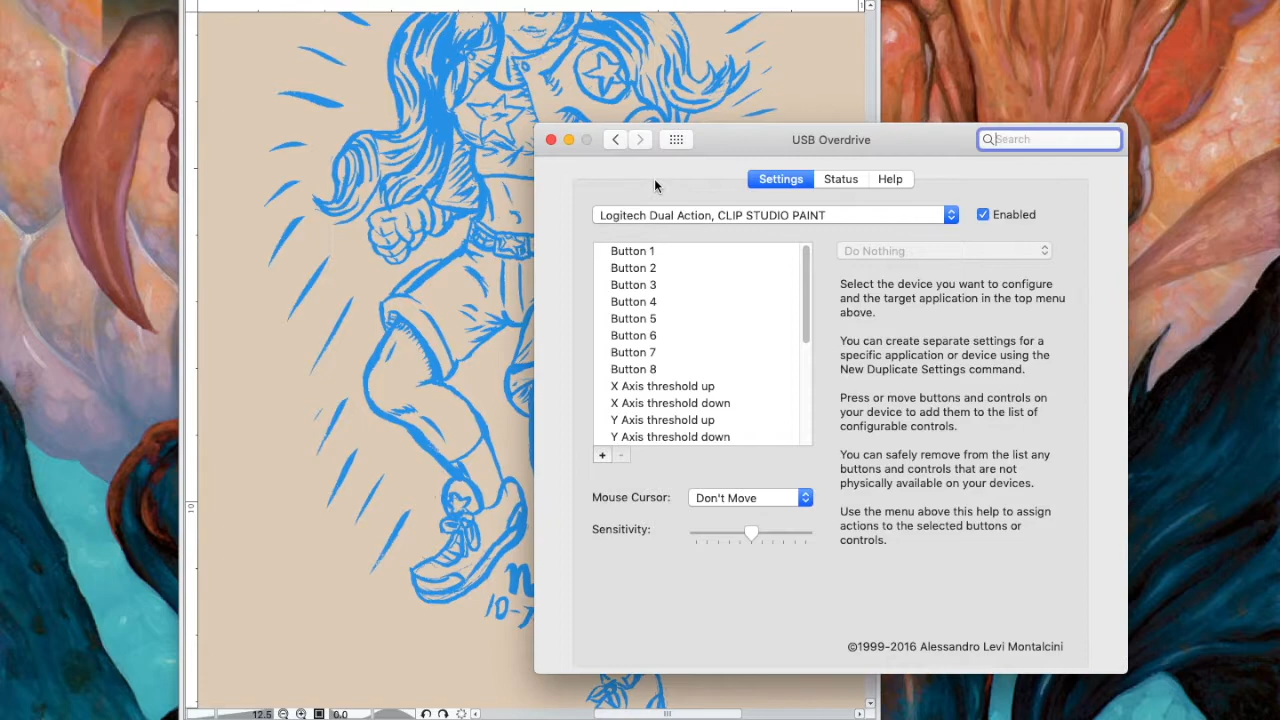 USB Overdrive
Search
Settings
Status
Help
Logitech Dual Action, CLIP STUDIO PAINT
Enabled
Button 1
Button 2
Button 3
Button 4
Button 5
Button 6
Button 7
Button 8
X Axis threshold up
X Axis threshold down
Y Axis threshold up
Y Axis threshold down
+
-
Mouse Cursor:
Don't Move
Sensitivity:
Do Nothing
Select the device you want to configure
and the target application in the top menu
above.
You can create separate settings for a
specific application or device using the
New Duplicate Settings command.
Press or move buttons and controls on
your device to add them to the list of
configurable controls.
You can safely remove from the list any
buttons and controls that are not
physically available on your devices.
Use the menu above this help to assign
actions to the selected buttons or
controls.
©1999-2016 Alessandro Levi Montalcini
10
12.5
0.0